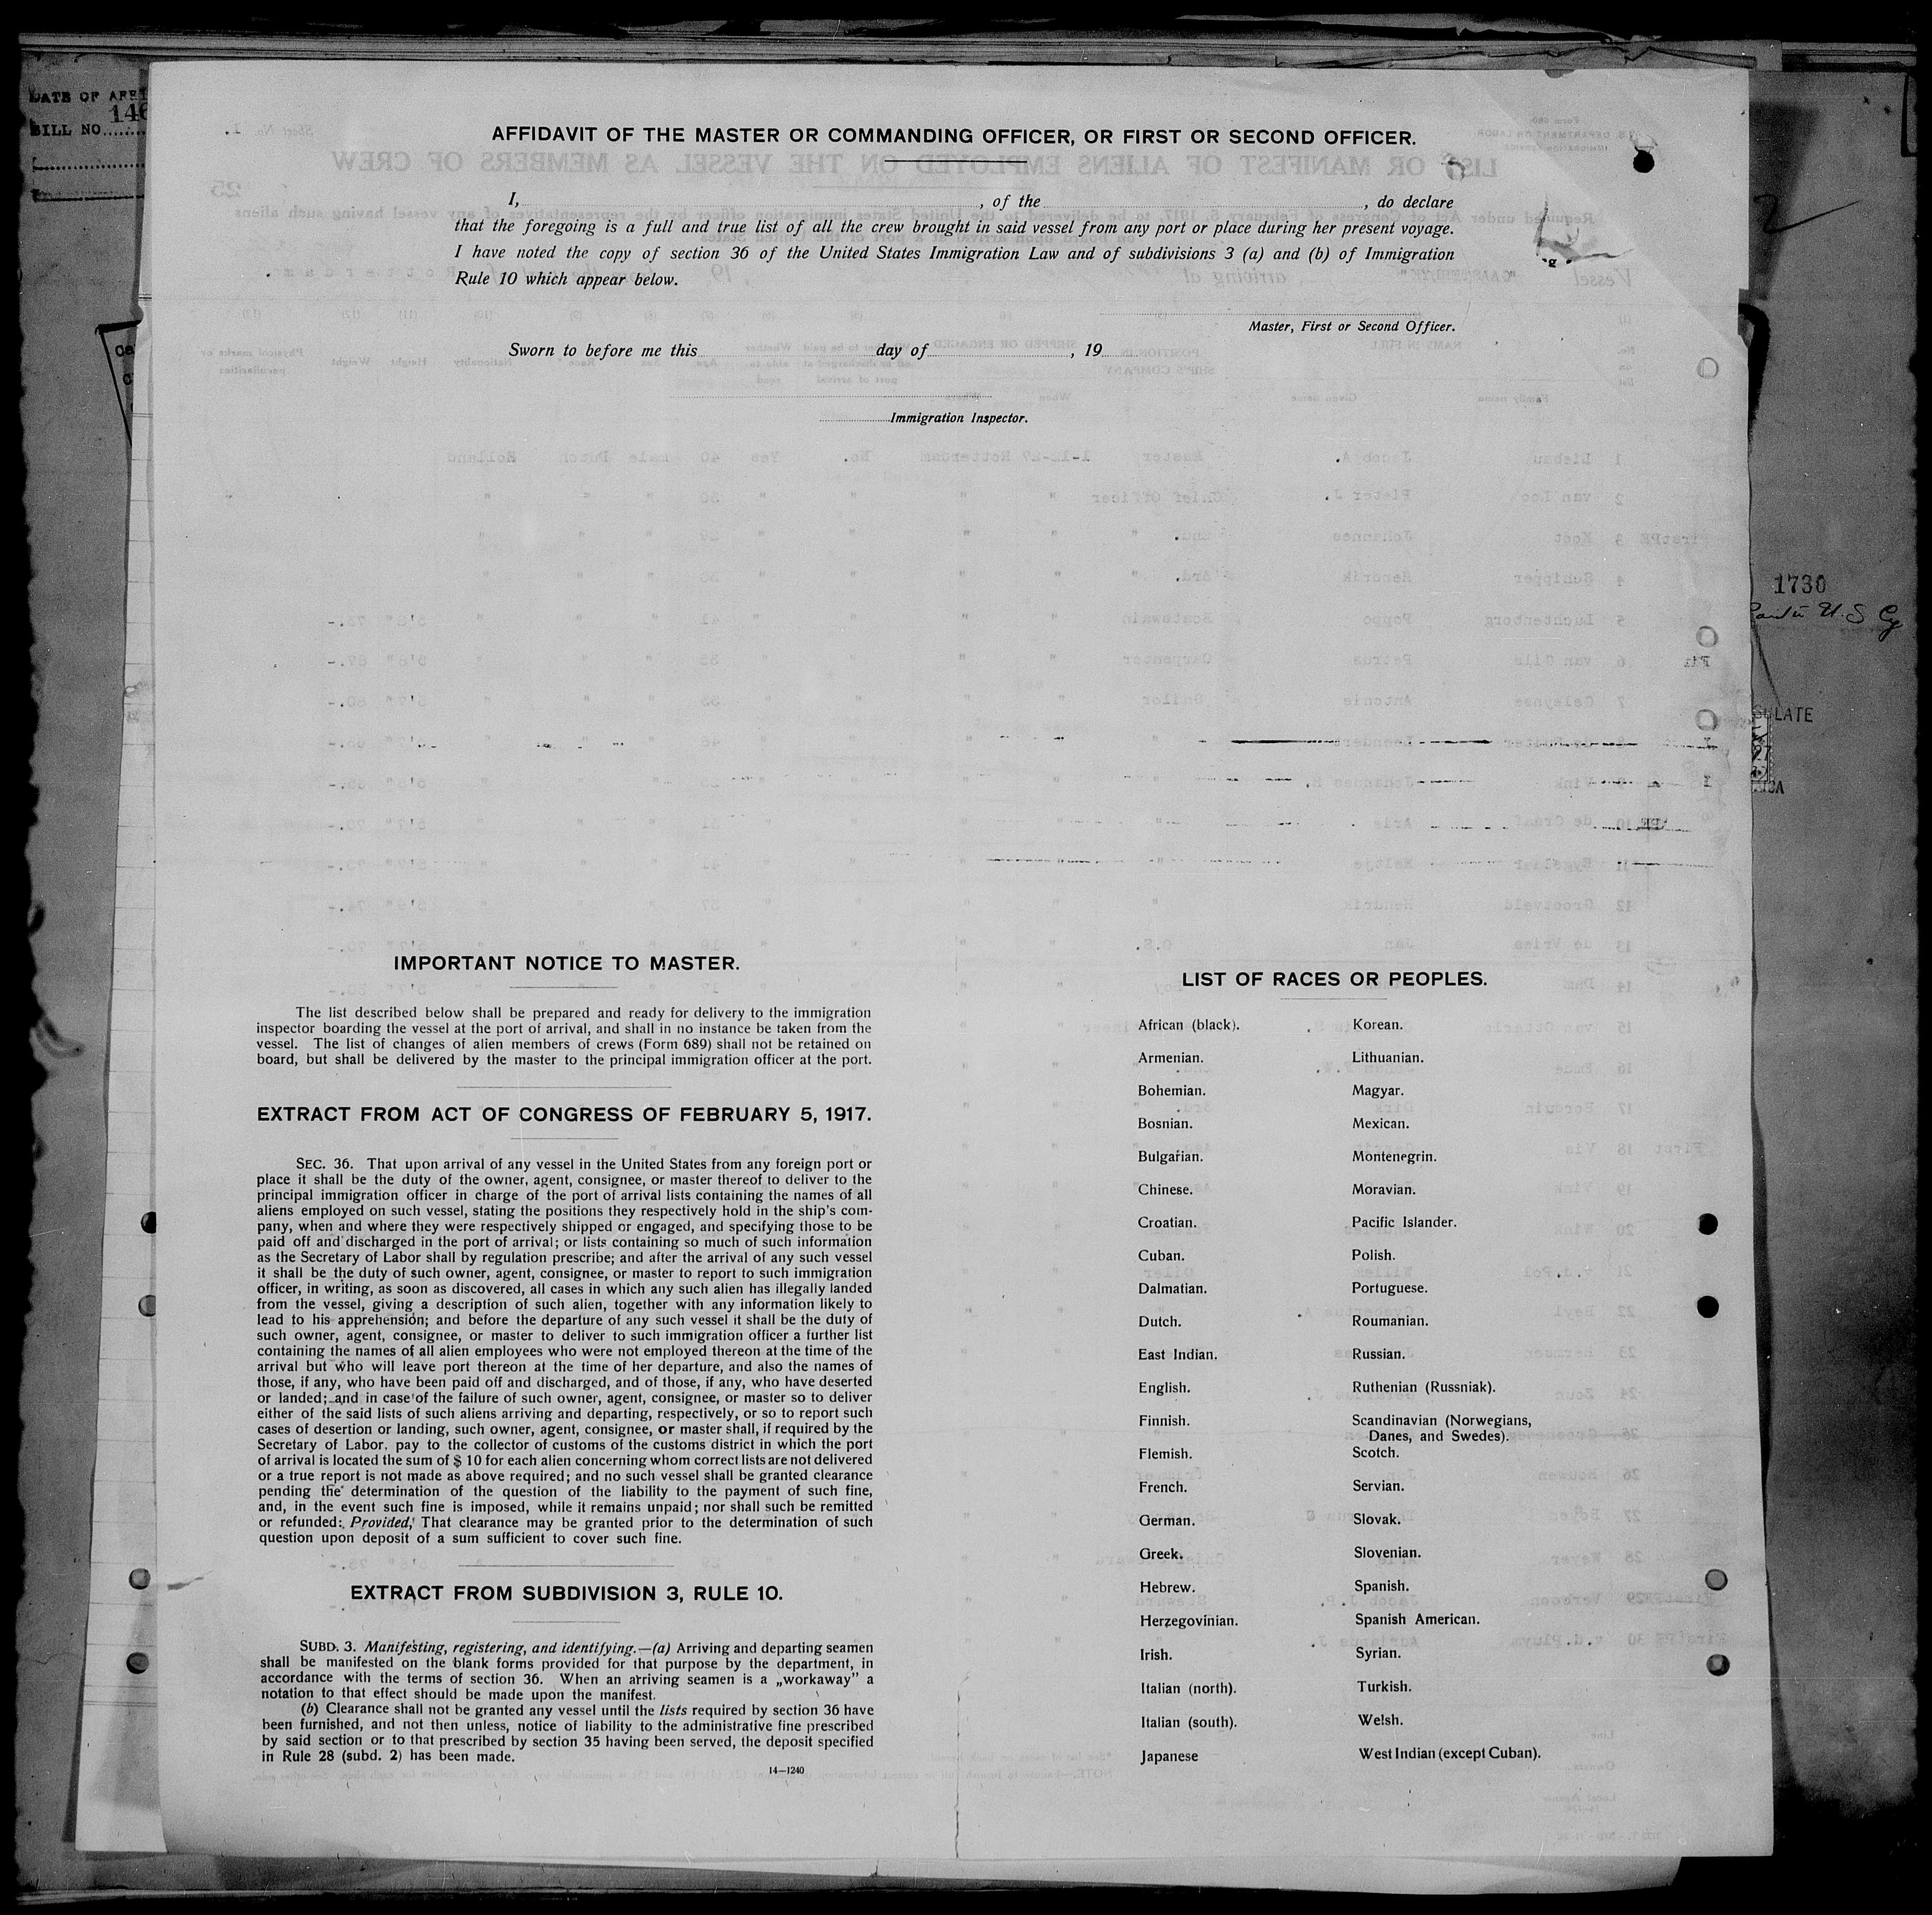 DATE OF
146
BILL NO.
AFFIDAVIT OF THE MASTER OR COMMANDING OFFICER, OR FIRST OR SECOND OFFICER.
I, , of the , do declare
that the foregoing is a full and true list of all the crew brought in said vessel from any port or place during her present voyage.
I have noted the copy of section 36 of the United States Immigration Law and of subdivisions 3 (a) and (b) of Immigration
Rule 10 which appear below.
Master, First or Second Officer.
Sworn to before me this day of , 19
Immigration Inspector.
2
1730
U.S. Cy
SULATE
IMPORTANT NOTICE TO MASTER.
The list described below shall be prepared and ready for delivery to the immigration
inspector boarding the vessel at the port of arrival, and shall in no instance be taken from the
vessel. The list of changes of alien members of crews (Form 689) shall not be retained on
board, but shall be delivered by the master to the principal immigration officer at the port.
EXTRACT FROM ACT OF CONGRESS OF FEBRUARY 5, 1917.
SEC. 36. That upon arrival of any vessel in the United States from any foreign port or
place it shall be the duty of the owner, agent, consignee, or master thereof to deliver to the
principal immigration officer in charge of the port of arrival lists containing the names of all
aliens employed on such vessel, stating the positions they respectively hold in the ship's com-
pany, when and where they were respectively shipped or engaged, and specifying those to be
paid off and discharged in the port of arrival; or lists containing so much of such information
as the Secretary of Labor shall by regulation prescribe; and after the arrival of any such vessel
it shall be the duty of such owner, agent, consignee, or master to report to such immigration
officer, in writing, as soon as discovered, all cases in which any such alien has illegally landed
from the vessel, giving a description of such alien, together with any information likely to
lead to his apprehension; and before the departure of any such vessel it shall be the duty of
such owner, agent, consignee, or master to deliver to such immigration officer a further list
containing the names of all alien employees who were not employed thereon at the time of the
arrival but who will leave port thereon at the time of her departure, and also the names of
those, if any, who have been paid off and discharged, and of those, if any, who have deserted
or landed; and in case of the failure of such owner, agent, consignee, or master so to deliver
either of the said lists of such aliens arriving and departing, respectively, or so to report such
cases of desertion or landing, such owner, agent, consignee, or master shall, if required by the
Secretary of Labor, pay to the collector of customs of the customs district in which the port
of arrival is located the sum of $ 10 for each alien concerning whom correct lists are not delivered
or a true report is not made as above required; and no such vessel shall be granted clearance
pending the determination of the question of the liability to the payment of such fine,
and, in the event such fine is imposed, while it remains unpaid; nor shall such be remitted
or refunded: Provided, That clearance may be granted prior to the determination of such
question upon deposit of a sum sufficient to cover such fine.
EXTRACT FROM SUBDIVISION 3, RULE 10.
SUBD. 3. Manifesting, registering, and identifying.—(a) Arriving and departing seamen
shall be manifested on the blank forms provided for that purpose by the department, in
accordance with the terms of section 36. When an arriving seamen is a „workaway” a
notation to that effect should be made upon the manifest.
(b) Clearance shall not be granted any vessel until the lists required by section 36 have
been furnished, and not then unless, notice of liability to the administrative fine prescribed
by said section or to that prescribed by section 35 having been served, the deposit specified
in Rule 28 (subd. 2) has been made.
14—1240
LIST OF RACES OR PEOPLES.
African (black).
Armenian.
Bohemian.
Bosnian.
Bulgarian.
Chinese.
Croatian.
Cuban.
Dalmatian.
Dutch.
East Indian.
English.
Finnish.
Flemish.
French.
German.
Greek.
Hebrew.
Herzegovinian.
Irish.
Italian (north).
Italian (south).
Japanese
Korean.
Lithuanian.
Magyar.
Mexican.
Montenegrin.
Moravian.
Pacific Islander.
Polish.
Portuguese.
Roumanian.
Russian.
Ruthenian (Russniak).
Scandinavian (Norwegians,
Danes, and Swedes).
Scotch.
Servian.
Slovak.
Slovenian.
Spanish.
Spanish American.
Syrian.
Turkish.
Welsh.
West Indian (except Cuban).